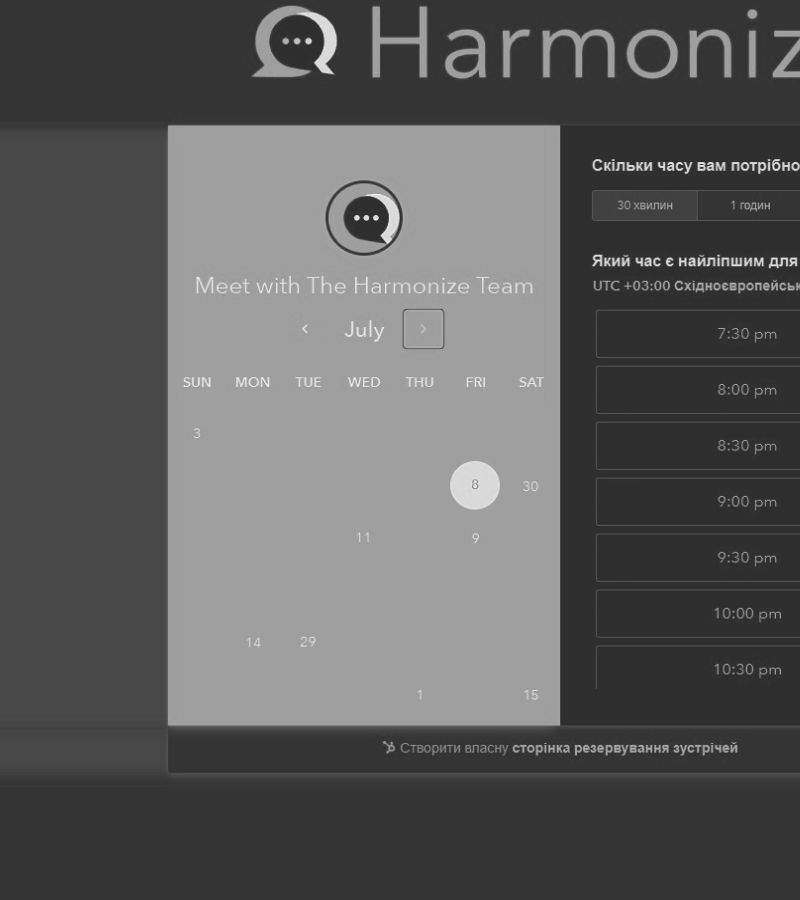 Harmoniz
Meet with The Harmonize Team
July
SUN MON TUE WED THU FRI SAT
3
8 30
11 9
14 29
1 15
Скільки часу вам потрібно
30 хвилин 1 годин
Який час є найліпшим для
UTC +03:00 Східноєвропейськ
7:30 pm
8:00 pm
8:30 pm
9:00 pm
9:30 pm
10:00 pm
10:30 pm
Створити власну сторінка резервування зустрічей